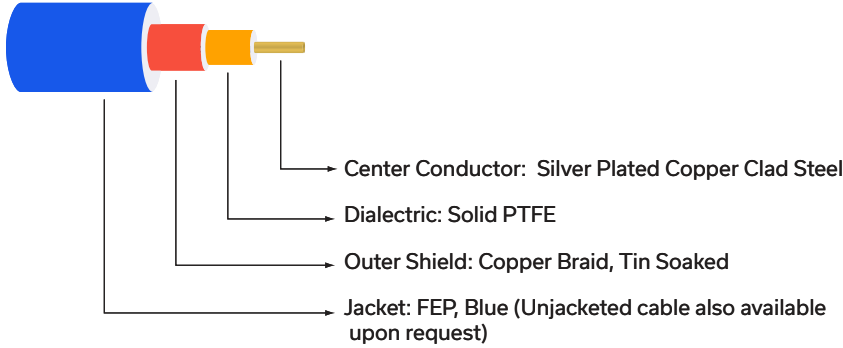 Center Conductor:  Silver Plated Copper Clad Steel
Dialectric: Solid PTFE
Outer Shield: Copper Braid, Tin Soaked
Jacket: FEP, Blue (Unjacketed cable also available
upon request)